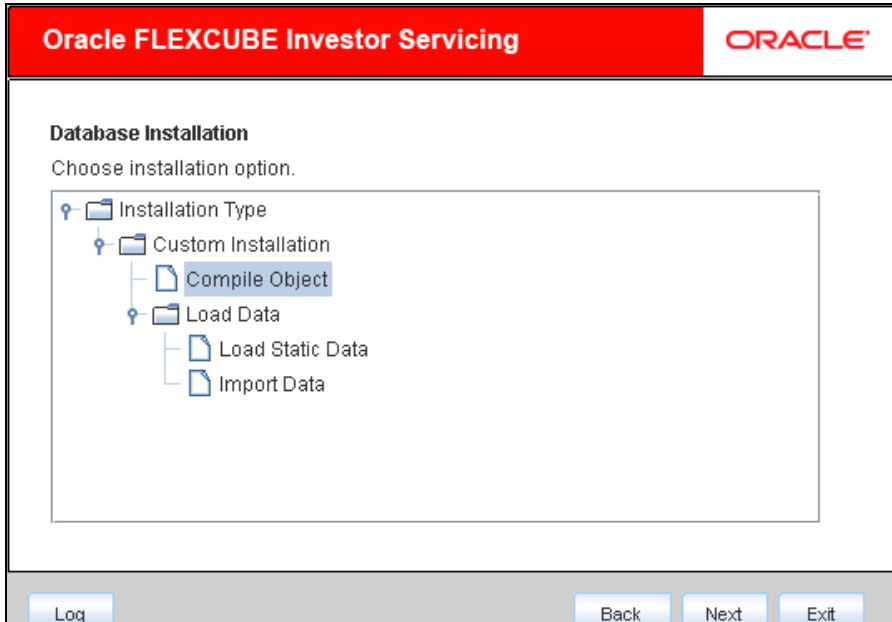 Oracle FLEXCUBE Investor Servicing
ORACLE
Database Installation
Choose installation option.
Installation Type
Custom Installation
Compile Object
Load Data
Load Static Data
Import Data
Log
Back
Next
Exit